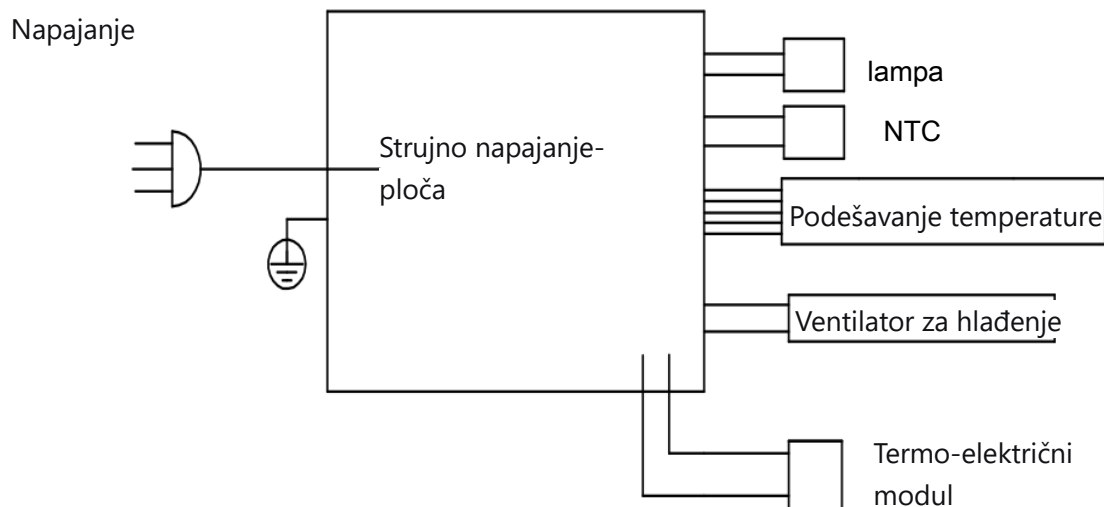 Napajanje
lampa
NTC
Strujno napajanje-
ploča
Podešavanje temperature
Ventilator za hlađenje
Termo-električni
modul